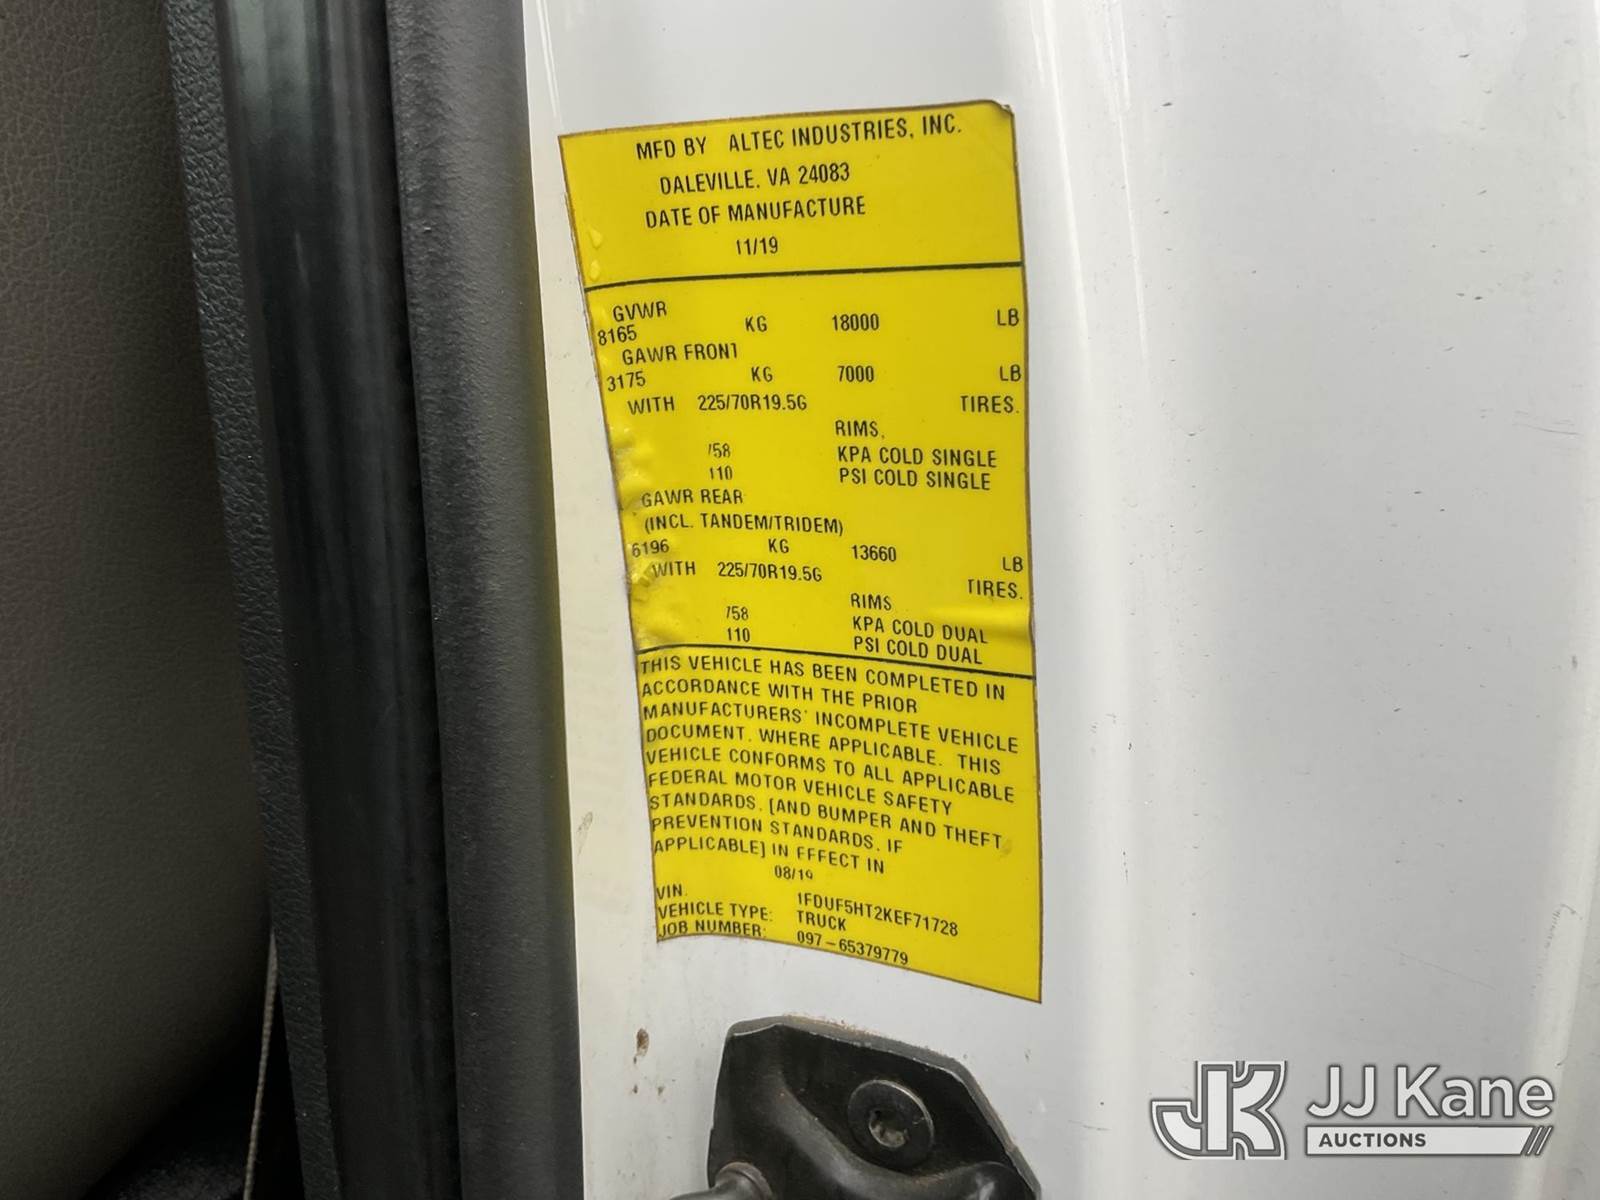 MFD BY ALTEC INDUSTRIES, INC.
DALEVILLE. VA 24083
DATE OF MANUFACTURE
11/19
GVWR
8165 KG 18000 LB
GAWR FRONT
3175 KG 7000 LB
WITH 225/70R19.5G TIRES.
RIMS,
758 KPA COLD SINGLE
110 PSI COLD SINGLE
GAWR REAR
(INCL. TANDEM/TRIDEM)
6196 KG 13660 LB
WITH 225/70R19.5G TIRES.
RIMS
758 KPA COLD DUAL
110 PSI COLD DUAL
THIS VEHICLE HAS BEEN COMPLETED IN
ACCORDANCE WITH THE PRIOR
MANUFACTURERS' INCOMPLETE VEHICLE
DOCUMENT. WHERE APPLICABLE. THIS
VEHICLE CONFORMS TO ALL APPLICABLE
FEDERAL MOTOR VEHICLE SAFETY
STANDARDS. [AND BUMPER AND THEFT
PREVENTION STANDARDS. IF
APPLICABLE] IN EFFECT IN
08/19
VIN. 1FDUF5HT2KEF71728
VEHICLE TYPE: TRUCK
JOB NUMBER: 097-65379779
JK JJ Kane
AUCTIONS